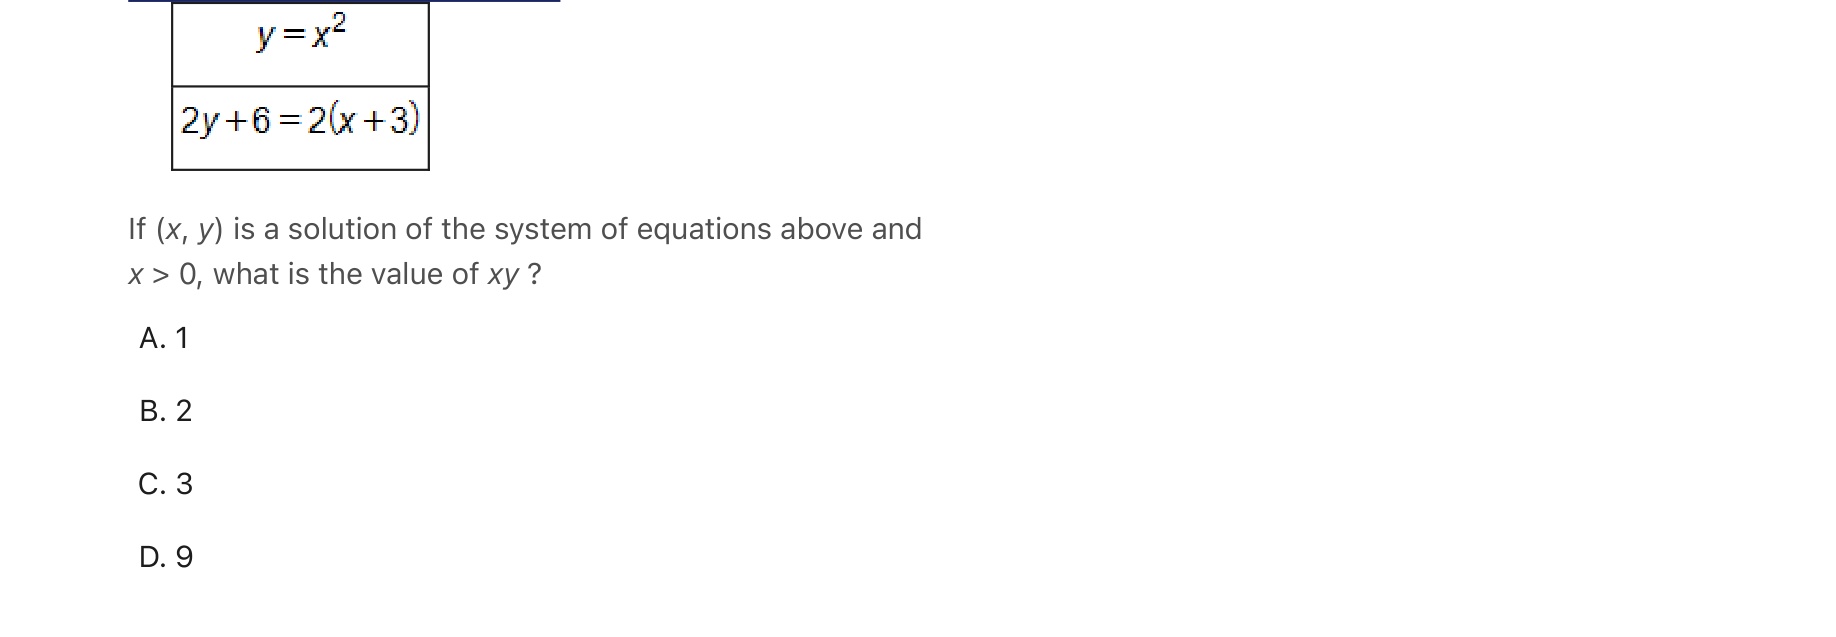 y=x²
2y+6=2(x+3)
If (x, y) is a solution of the system of equations above and
x > 0, what is the value of xy ?
A. 1
B. 2
C. 3
D. 9